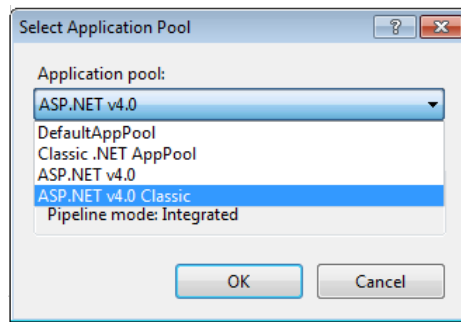 Select Application Pool
?
Application pool:
ASP.NET v4.0
DefaultAppPool
Classic .NET AppPool
ASP.NET v4.0
ASP.NET v4.0 Classic
Pipeline mode: Integrated
OK
Cancel